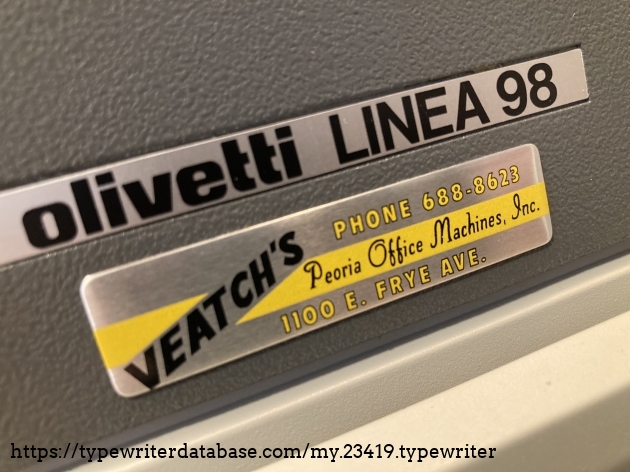 olivetti LINEA 98
PHONE 688-8623
VEATCH'S Peoria Office Machines, Inc.
1100 E. FRYE AVE.
https://typewriterdatabase.com/my.23419.typewriter